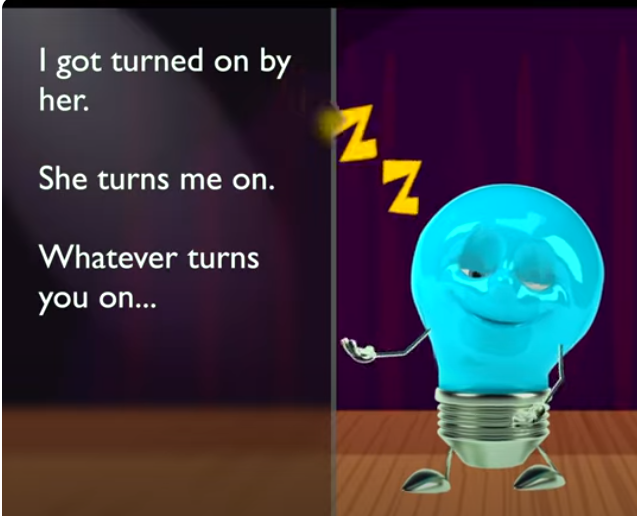 I got turned on by
her.
She turns me on.
Whatever turns
you on...
Z
Z